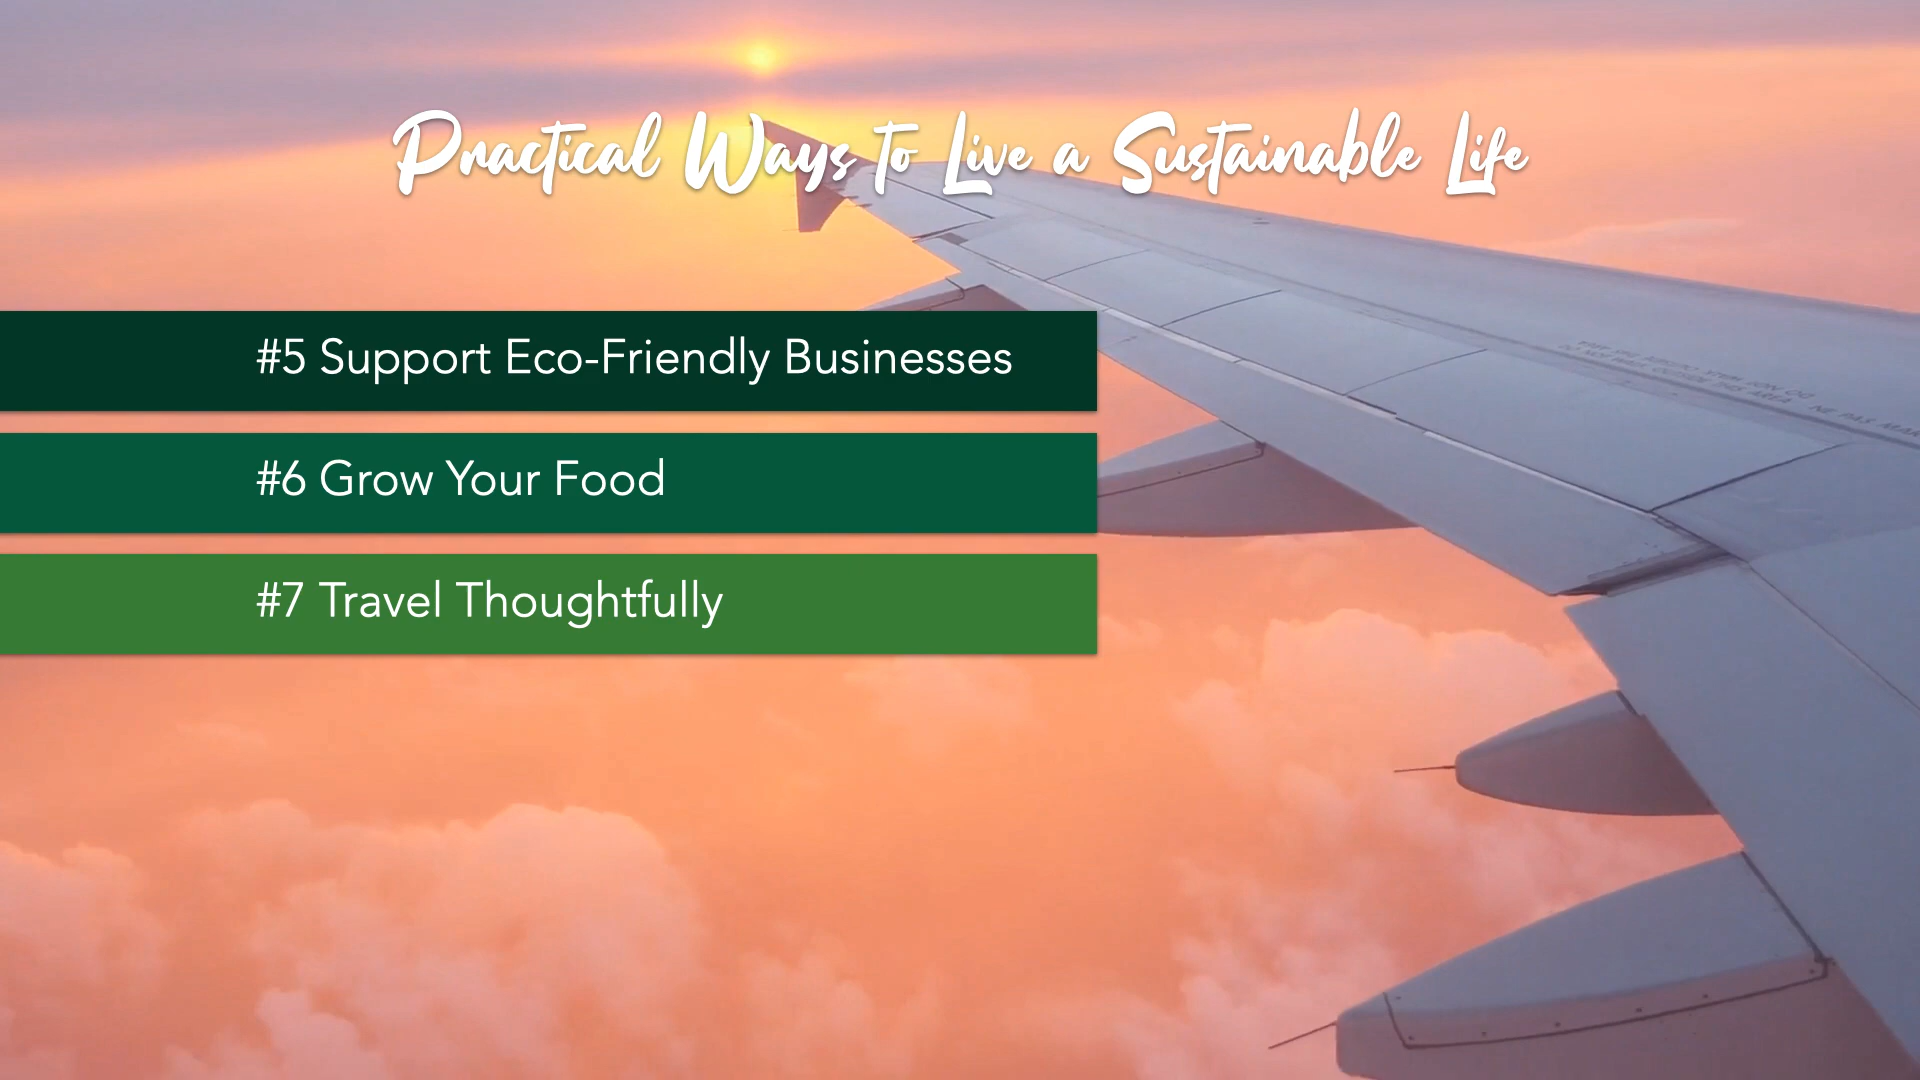 Practical Ways to Live a Sustainable Life
#5 Support Eco-Friendly Businesses
#6 Grow Your Food
#7 Travel Thoughtfully